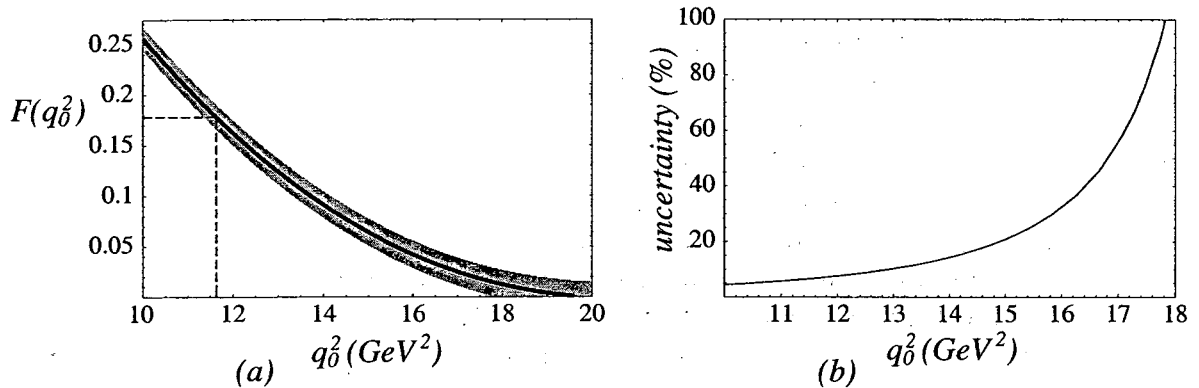 0.25
0.2
F(q₀²)
0.15
0.1
0.05
10 12 14 16 18 20
q₀² (GeV²)
(a)
100
80
60
40
20
uncertainty (%)
11 12 13 14 15 16 17 18
q₀² (GeV²)
(b)